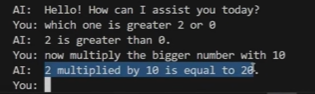 AI: Hello! How can I assist you today?
You: which one is greater 2 or 0
AI: 2 is greater than 0.
You: now multiply the bigger number with 10
AI: 2 multiplied by 10 is equal to 20.
You: